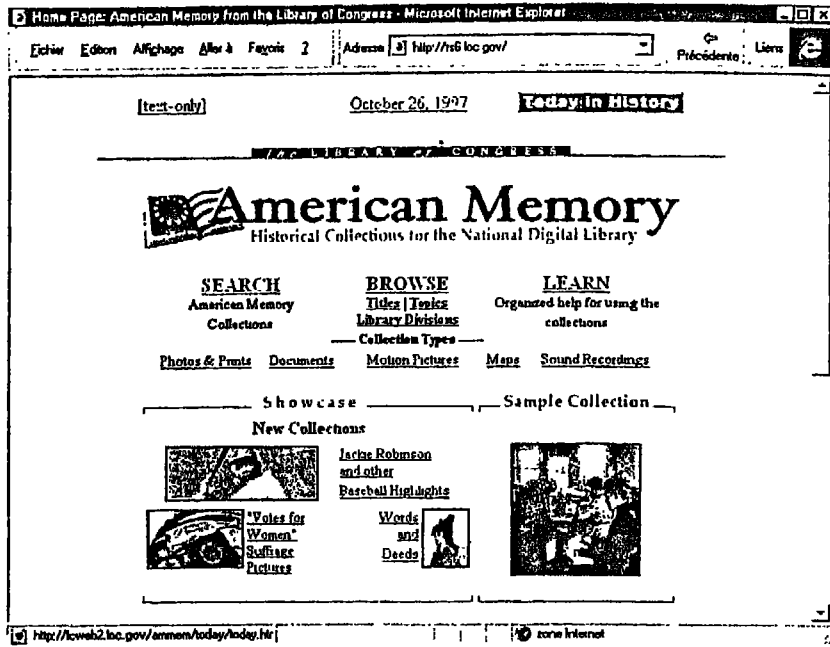 Home Page: American Memory from the Library of Congress - Microsoft Internet Explorer
Fichier Edition Affichage Aller à Favoris ? Adresse http://rs6.loc.gov/ Précédente Liens
[text-only] October 26, 1997 Today in History
the LIBRARY of CONGRESS
American Memory
Historical Collections for the National Digital Library
SEARCH BROWSE LEARN
American Memory Titles | Topics Organized help for using the
Collections Library Divisions collections
Collection Types
Photos & Prints Documents Motion Pictures Maps Sound Recordings
Showcase Sample Collection
New Collections
Jackie Robinson
and other
Baseball Highlights
"Votes for
Women"
Suffrage
Pictures
Words
and
Deeds
http://lcweb2.loc.gov/ammem/today/today.htm zone Internet